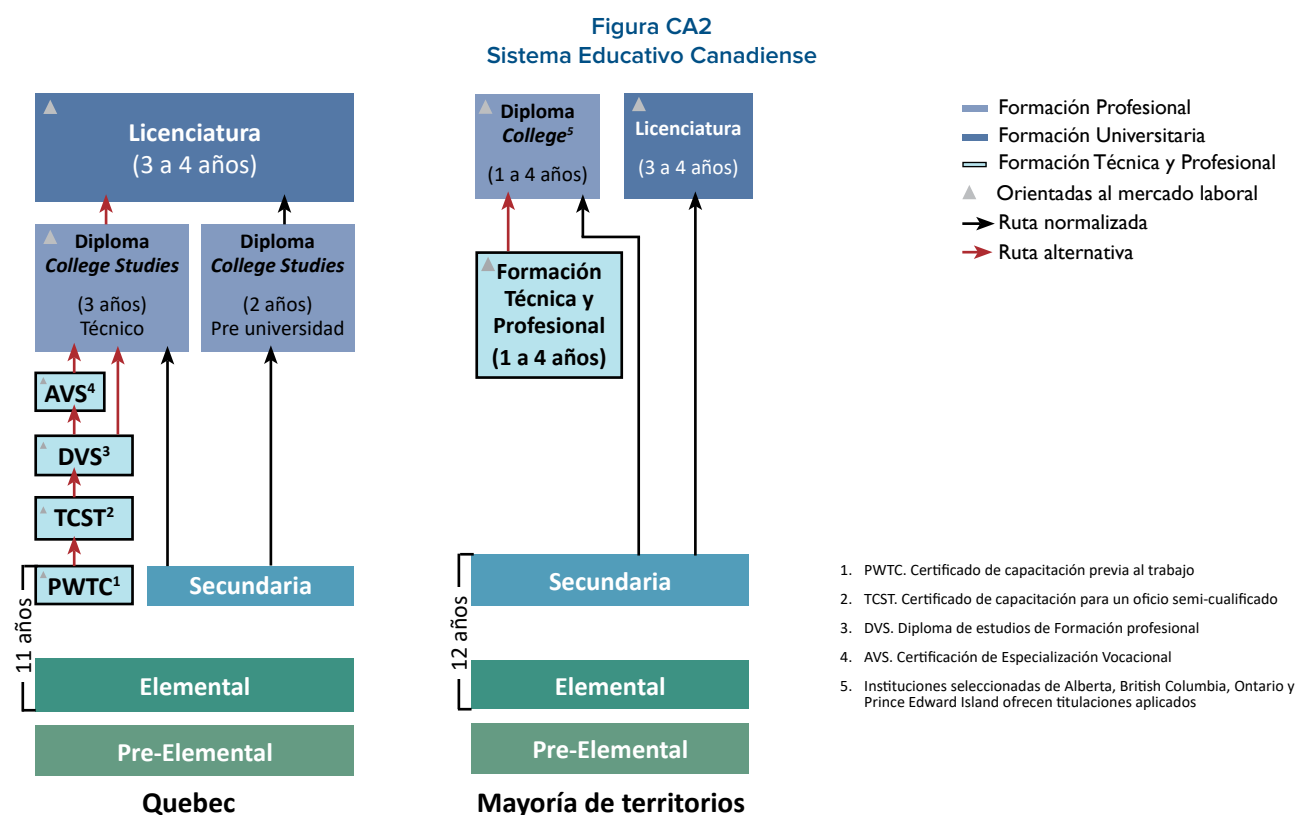 Figura CA2
Sistema Educativo Canadiense
Licenciatura
(3 a 4 años)
Diploma
College Studies
(3 años)
Técnico
Diploma
College Studies
(2 años)
Pre universidad
AVS⁴
DVS³
TCST²
PWTC¹
Secundaria
11 años
Elemental
Pre-Elemental
Quebec
Diploma
College⁵
(1 a 4 años)
Licenciatura
(3 a 4 años)
Formación
Técnica y
Profesional
(1 a 4 años)
Secundaria
12 años
Elemental
Pre-Elemental
Mayoría de territorios
Formación Profesional
Formación Universitaria
Formación Técnica y Profesional
Orientadas al mercado laboral
Ruta normalizada
Ruta alternativa
1. PWTC. Certificado de capacitación previa al trabajo
2. TCST. Certificado de capacitación para un oficio semi-cualificado
3. DVS. Diploma de estudios de Formación profesional
4. AVS. Certificación de Especialización Vocacional
5. Instituciones seleccionadas de Alberta, British Columbia, Ontario y
Prince Edward Island ofrecen titulaciones aplicados